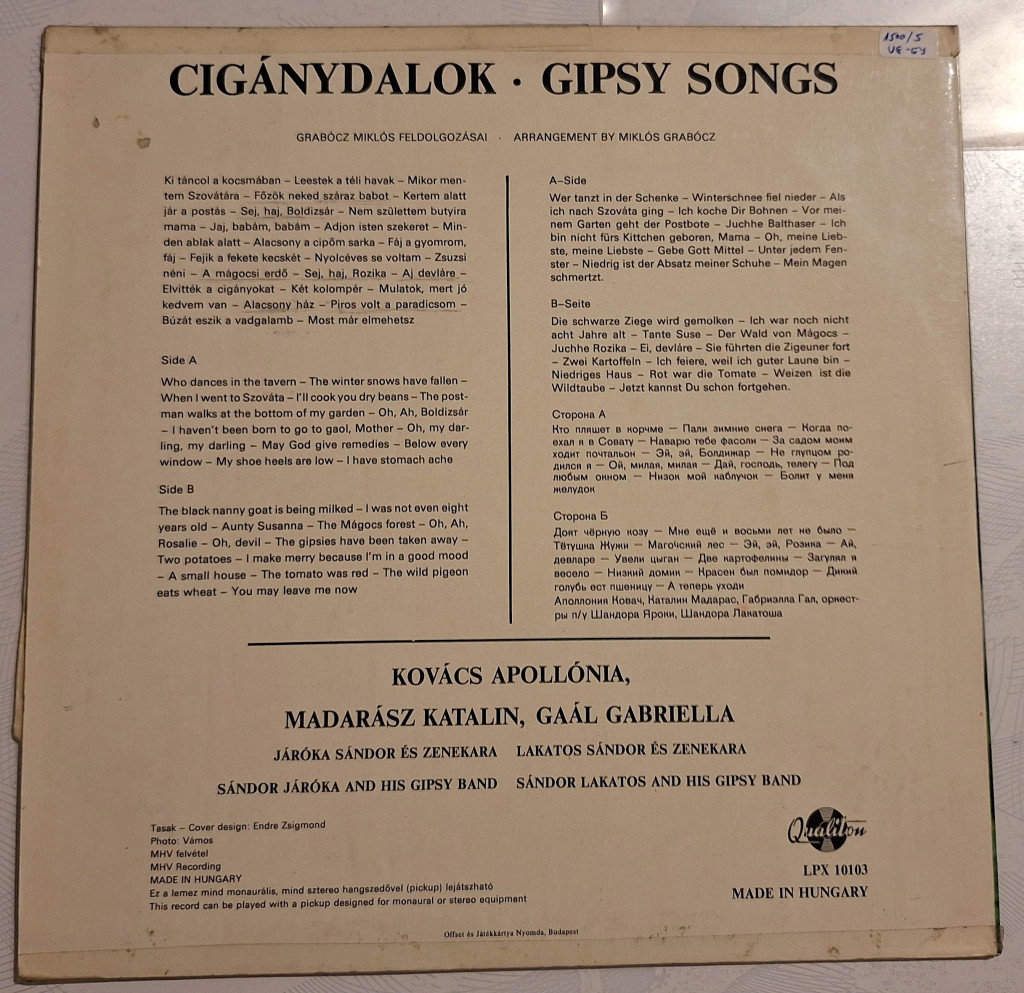 1500/5
VE-GY
CIGÁNYDALOK · GIPSY SONGS
GRABÓCZ MIKLÓS FELDOLGOZÁSAI · ARRANGEMENT BY MIKLÓS GRABÓCZ
Ki táncol a kocsmában – Leestek a téli havak – Mikor men-
tem Szovátára – Főzök neked száraz babot – Kertem alatt
jár a postás – Sej, haj, Boldizsár – Nem születtem butyira
mama – Jaj, babám, babám – Adjon isten szekeret – Min-
den ablak alatt – Alacsony a cipőm sarka – Fáj a gyomrom,
fáj – Fejik a fekete kecskét – Nyolcéves se voltam – Zsuzsi
néni – A mágocsi erdő – Sej, haj, Rozika – Aj devlále –
Elvitték a cigányokat – Két kolompér – Mulatok, mert jó
kedvem van – Alacsony ház – Piros volt a paradicsom –
Búzát eszik a vadgalamb – Most már elmehetsz
Side A
Who dances in the tavern – The winter snows have fallen –
When I went to Szováta – I'll cook you dry beans – The post-
man walks at the bottom of my garden – Oh, Ah, Boldizsár
– I haven't been born to go to gaol, Mother – Oh, my dar-
ling, my darling – May God give remedies – Below every
window – My shoe heels are low – I have stomach ache
Side B
The black nanny goat is being milked – I was not even eight
years old – Aunty Susanna – The Mágocs forest – Oh, Ah,
Rosalie – Oh, devil – The gipsies have been taken away –
Two potatoes – I make merry because I'm in a good mood
– A small house – The tomato was red – The wild pigeon
eats wheat – You may leave me now
A–Side
Wer tanzt in der Schenke – Winterschnee fiel nieder – Als
ich nach Szováta ging – Ich koche Dir Bohnen – Vor mei-
nem Garten geht der Postbote – Juchhe Balthaser – Ich
bin nicht fürs Kittchen geboren, Mama – Oh, meine Lieb-
ste, meine Liebste – Gebe Gott Mittel – Unter jedem Fen-
ster – Niedrig ist der Absatz meiner Schuhe – Mein Magen
schmertzt.
B–Seite
Die schwarze Ziege wird gemolken – Ich war noch nicht
acht Jahre alt – Tante Suse – Der Wald von Mágocs –
Juchhe Rozika – Ei, devláre – Sie führten die Zigeuner fort
– Zwei Kartoffeln – Ich feiere, weil ich guter Laune bin –
Niedriges Haus – Rot war die Tomate – Weizen ist die
Wildtaube – Jetzt kannst Du schon fortgehen.
Сторона А
Кто пляшет в корчме — Пали зимние снега — Когда по-
ехал я в Совату — Наварю тебе фасоли — За садом моим
ходит почтальон — Эй, эй, Болдижар — Не глупцом ро-
дился я — Ой, милая, милая — Дай, господь, телегу — Под
любым окном — Низок мой каблучок — Болит у меня
желудок
Сторона Б
Доят чёрную козу — Мне ещё и восьми лет не было —
Тётушка Жужи — Магочский лес — Эй, эй, Розика — Ай,
девларе — Увели цыган — Две картофелины — Загулял я
весело — Низкий домик — Красен был помидор — Дикий
голубь ест пшеницу — А теперь уходи
Аполлония Ковач, Каталин Мадарас, Габриэлла Гал, оркест-
ры п/у Шандора Яроки, Шандора Лакатоша
KOVÁCS APOLLÓNIA,
MADARÁSZ KATALIN, GAÁL GABRIELLA
JÁRÓKA SÁNDOR ÉS ZENEKARA LAKATOS SÁNDOR ÉS ZENEKARA
SÁNDOR JÁRÓKA AND HIS GIPSY BAND SÁNDOR LAKATOS AND HIS GIPSY BAND
Tasak – Cover design: Endre Zsigmond
Photo: Vámos
MHV felvétel
MHV Recording
MADE IN HUNGARY
Ez a lemez mind monaurális, mind sztereo hangszedővel (pickup) lejátszható
This record can be played with a pickup designed for monaural or stereo equipment
Qualiton
LPX 10103
MADE IN HUNGARY
Offset és Játékkártya Nyomda, Budapest